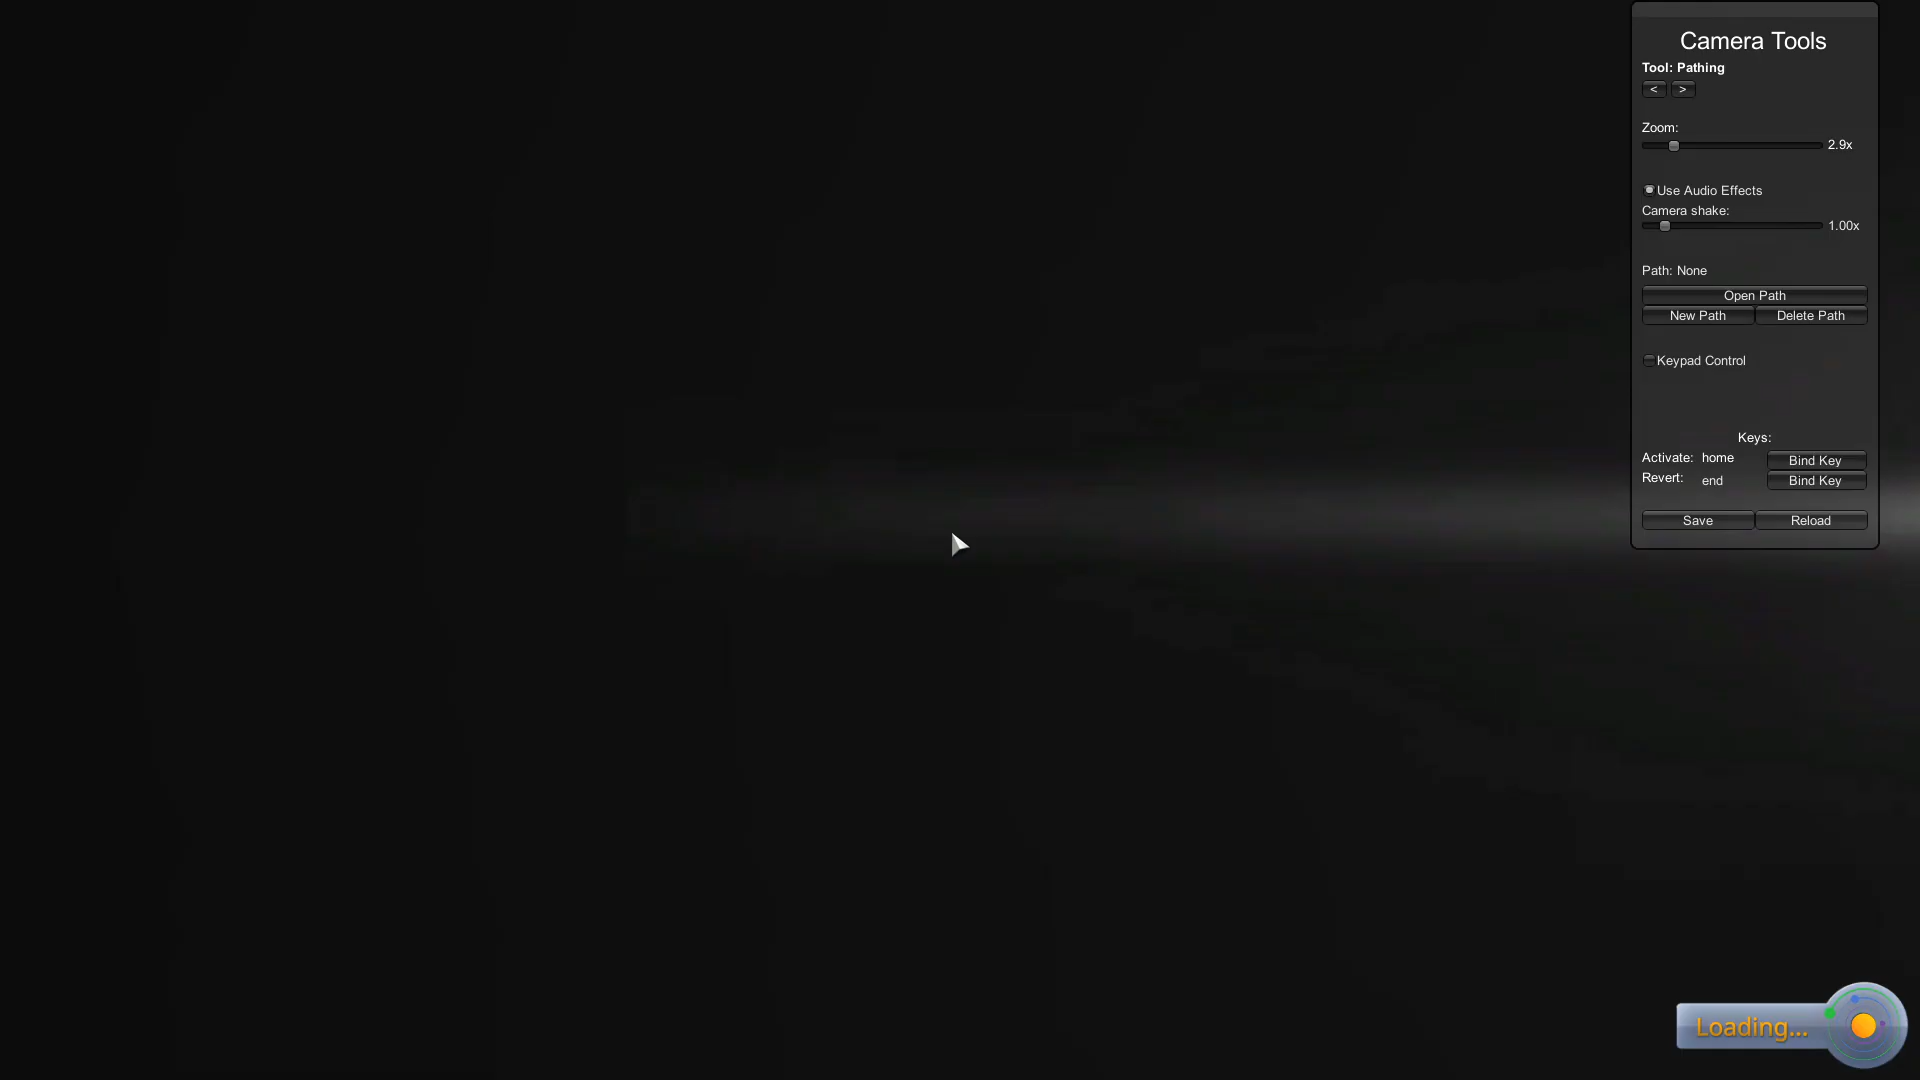 Camera Tools
Tool: Pathing
< >
Zoom:
2.9x
Use Audio Effects
Camera shake:
1.00x
Path: None
Open Path
New Path Delete Path
Keypad Control
Keys:
Activate: home Bind Key
Revert: end Bind Key
Save Reload
Loading...